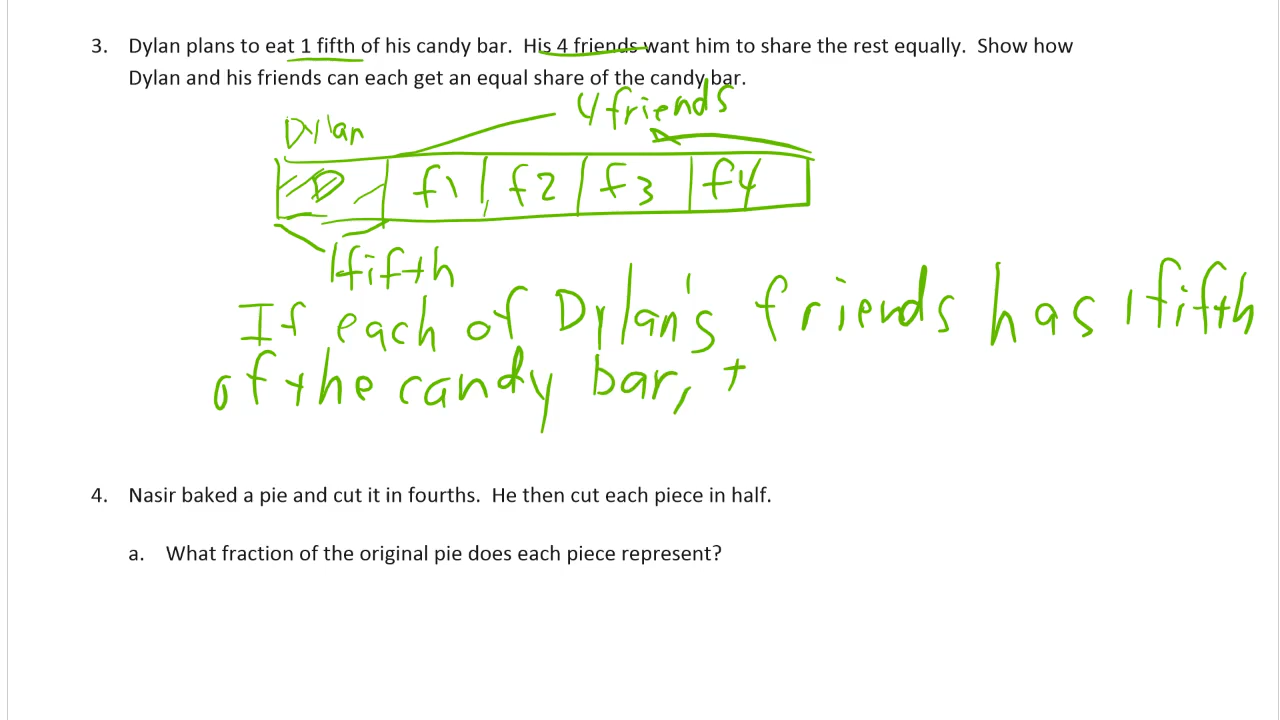 3. Dylan plans to eat 1 fifth of his candy bar. His 4 friends want him to share the rest equally. Show how
Dylan and his friends can each get an equal share of the candy bar.
4 friends
Dylan
D f1 f2 f3 f4
1 fifth
If each of Dylan's friends has 1 fifth
of the candy bar, t
4. Nasir baked a pie and cut it in fourths. He then cut each piece in half.
a. What fraction of the original pie does each piece represent?